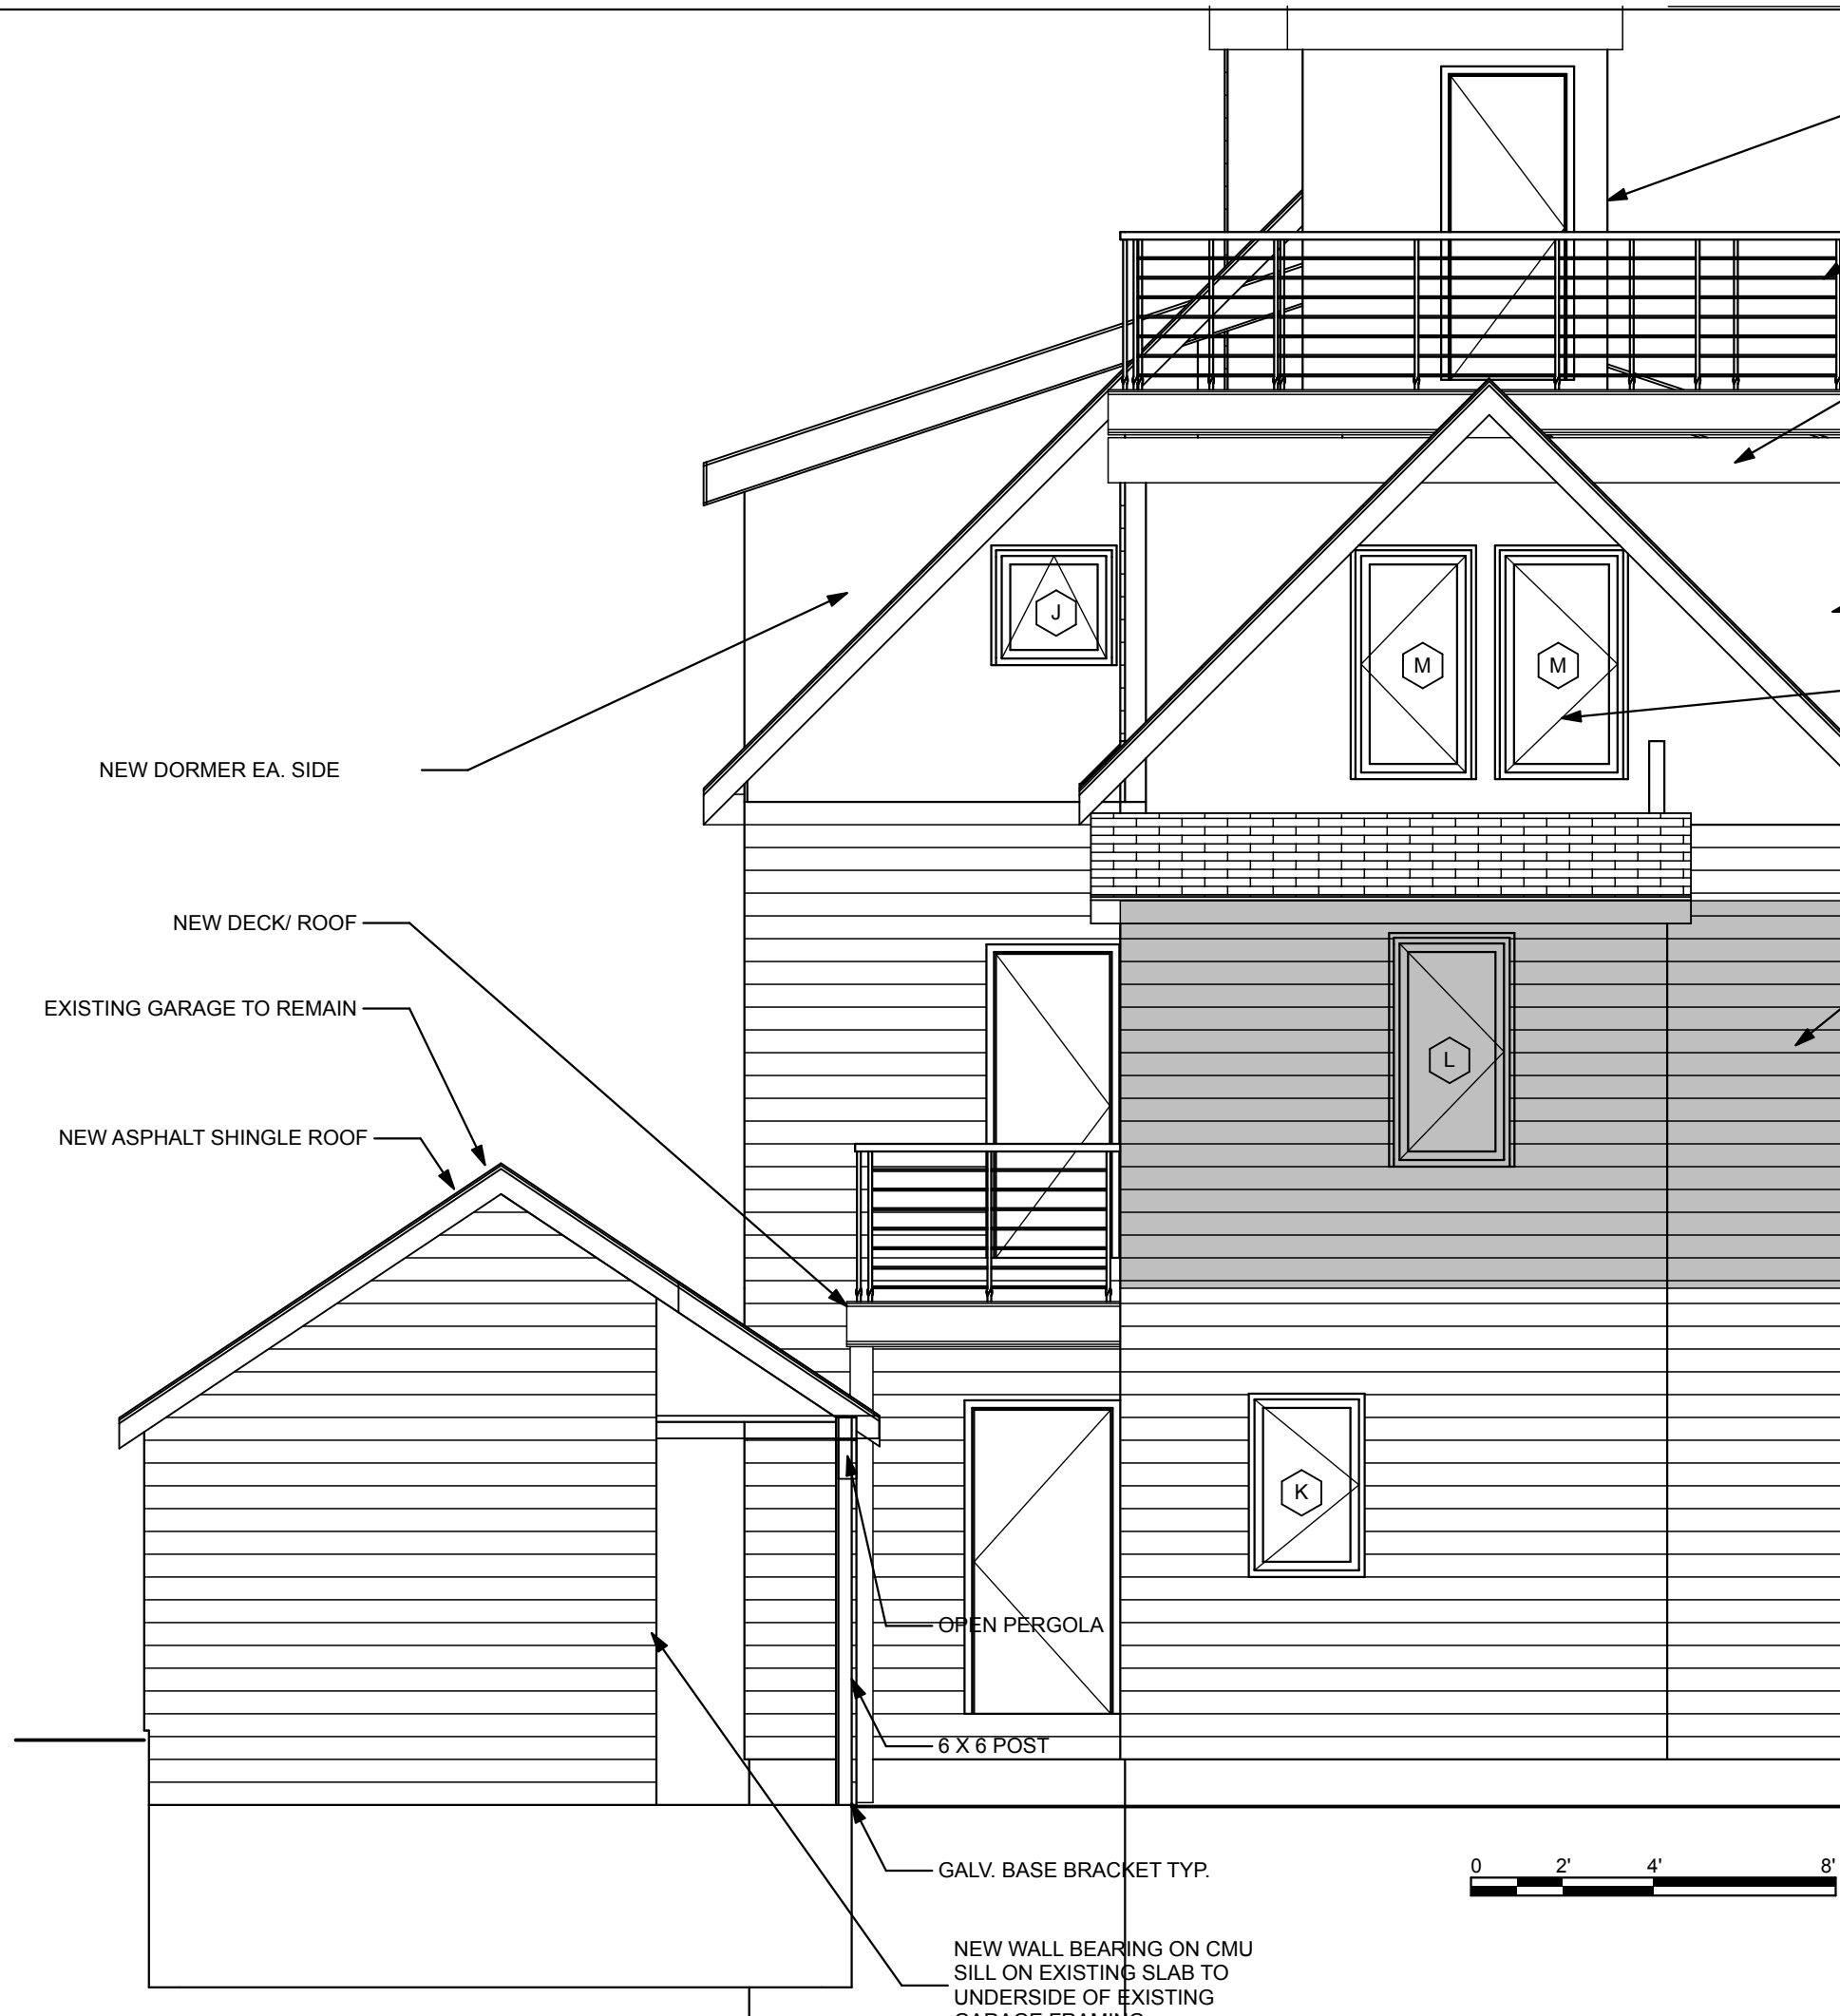 J
M
M
NEW DORMER EA. SIDE
NEW DECK/ ROOF
EXISTING GARAGE TO REMAIN
L
NEW ASPHALT SHINGLE ROOF
K
OPEN PERGOLA
6 X 6 POST
GALV. BASE BRACKET TYP.
0 2' 4' 8'
NEW WALL BEARING ON CMU
SILL ON EXISTING SLAB TO
UNDERSIDE OF EXISTING
GARAGE FRAMING